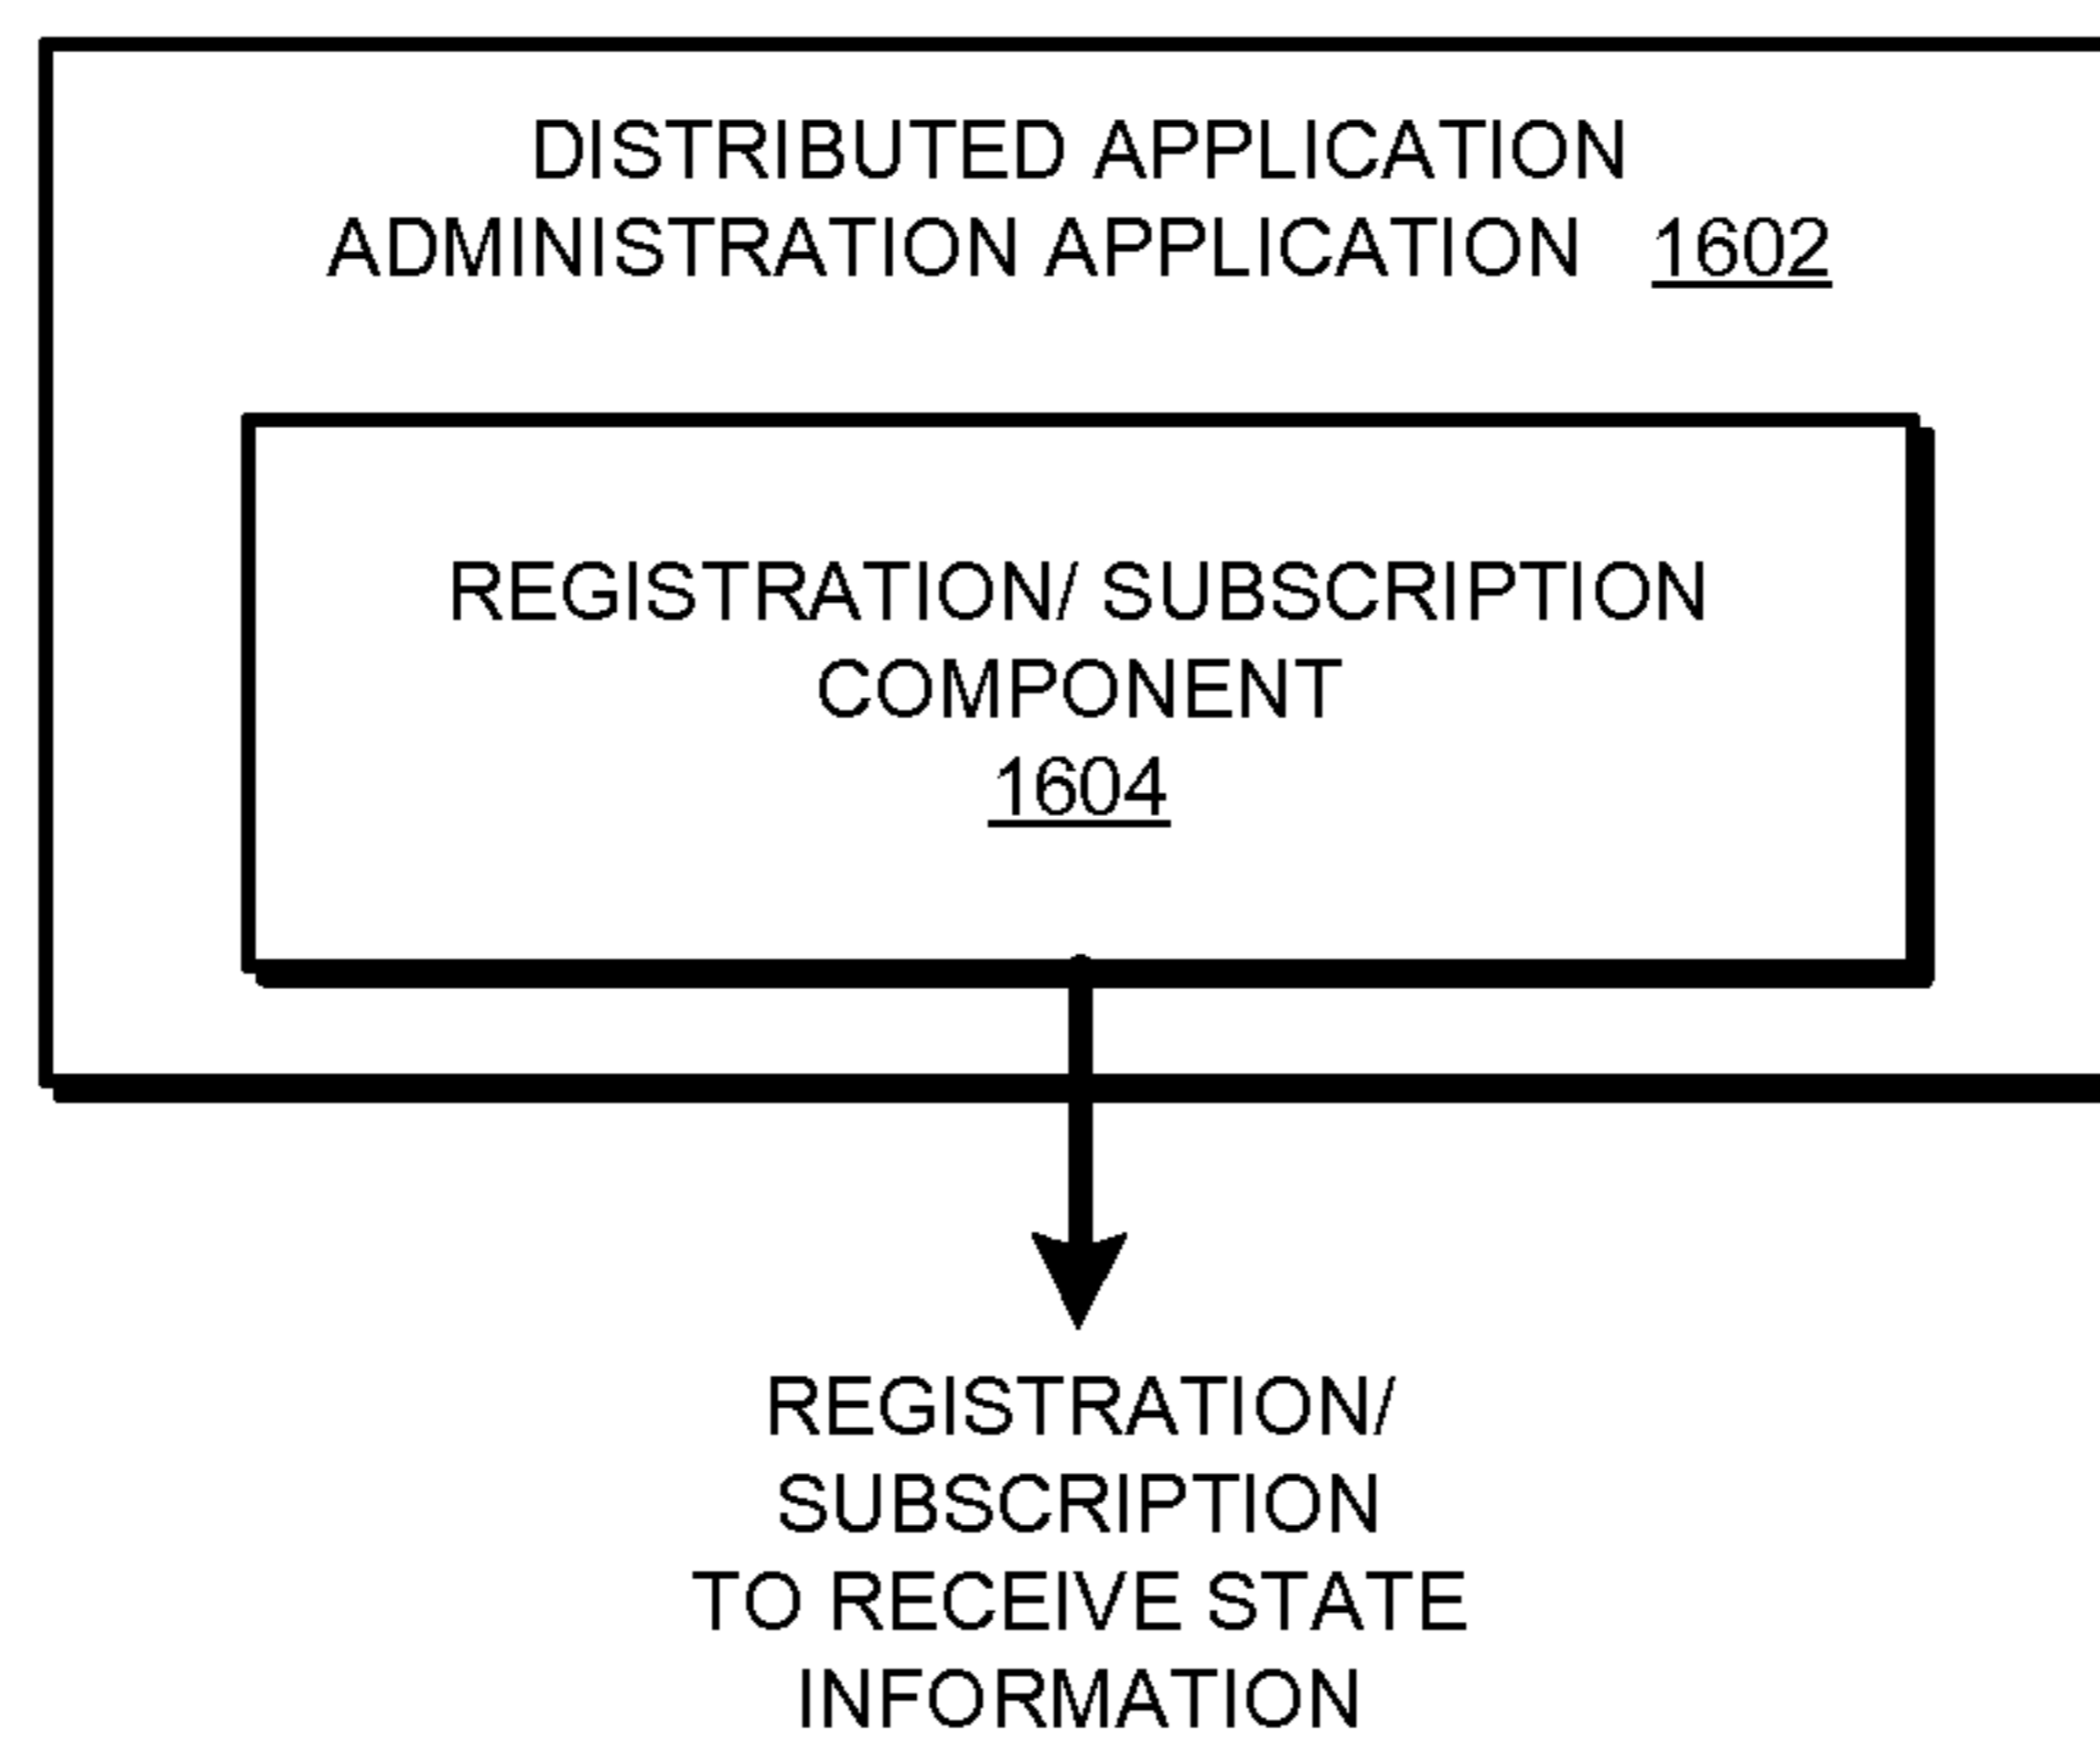 DISTRIBUTED APPLICATION
ADMINISTRATION APPLICATION 1602
REGISTRATION/ SUBSCRIPTION
COMPONENT
1604
REGISTRATION/
SUBSCRIPTION
TO RECEIVE STATE
INFORMATION